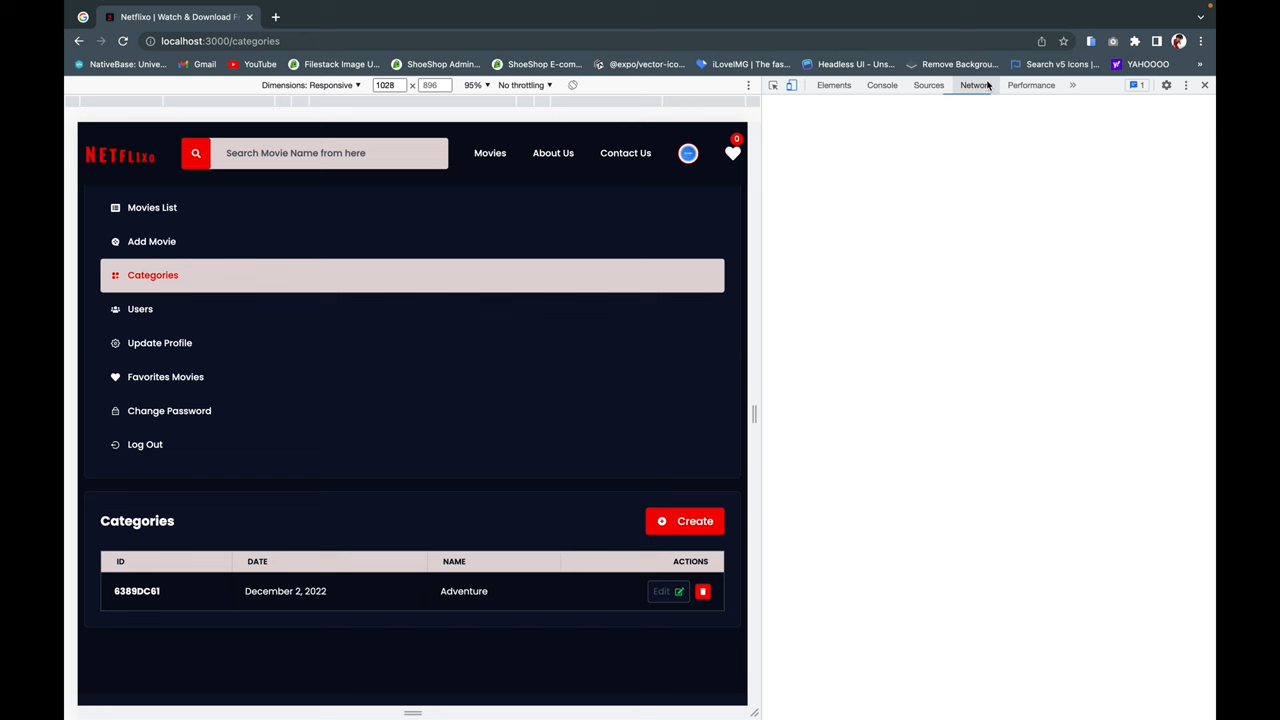 Netflixo | Watch & Download F
localhost:3000/categories
NativeBase: Unive...
Gmail
YouTube
Filestack Image U...
ShoeShop Admin...
ShoeShop E-com...
@expo/vector-ico...
iLoveIMG | The fas...
Headless UI - Uns...
Remove Backgrou...
Search v5 Icons |...
YAHOOOO
Dimensions: Responsive
1028 × 896
95%
No throttling
Elements
Console
Sources
Network
Performance
1
NETFLIXO
Search Movie Name from here
Movies
About Us
Contact Us
0
Movies List
Add Movie
Categories
Users
Update Profile
Favorites Movies
Change Password
Log Out
Categories
Create
ID DATE NAME ACTIONS
6389DC61 December 2, 2022 Adventure Edit